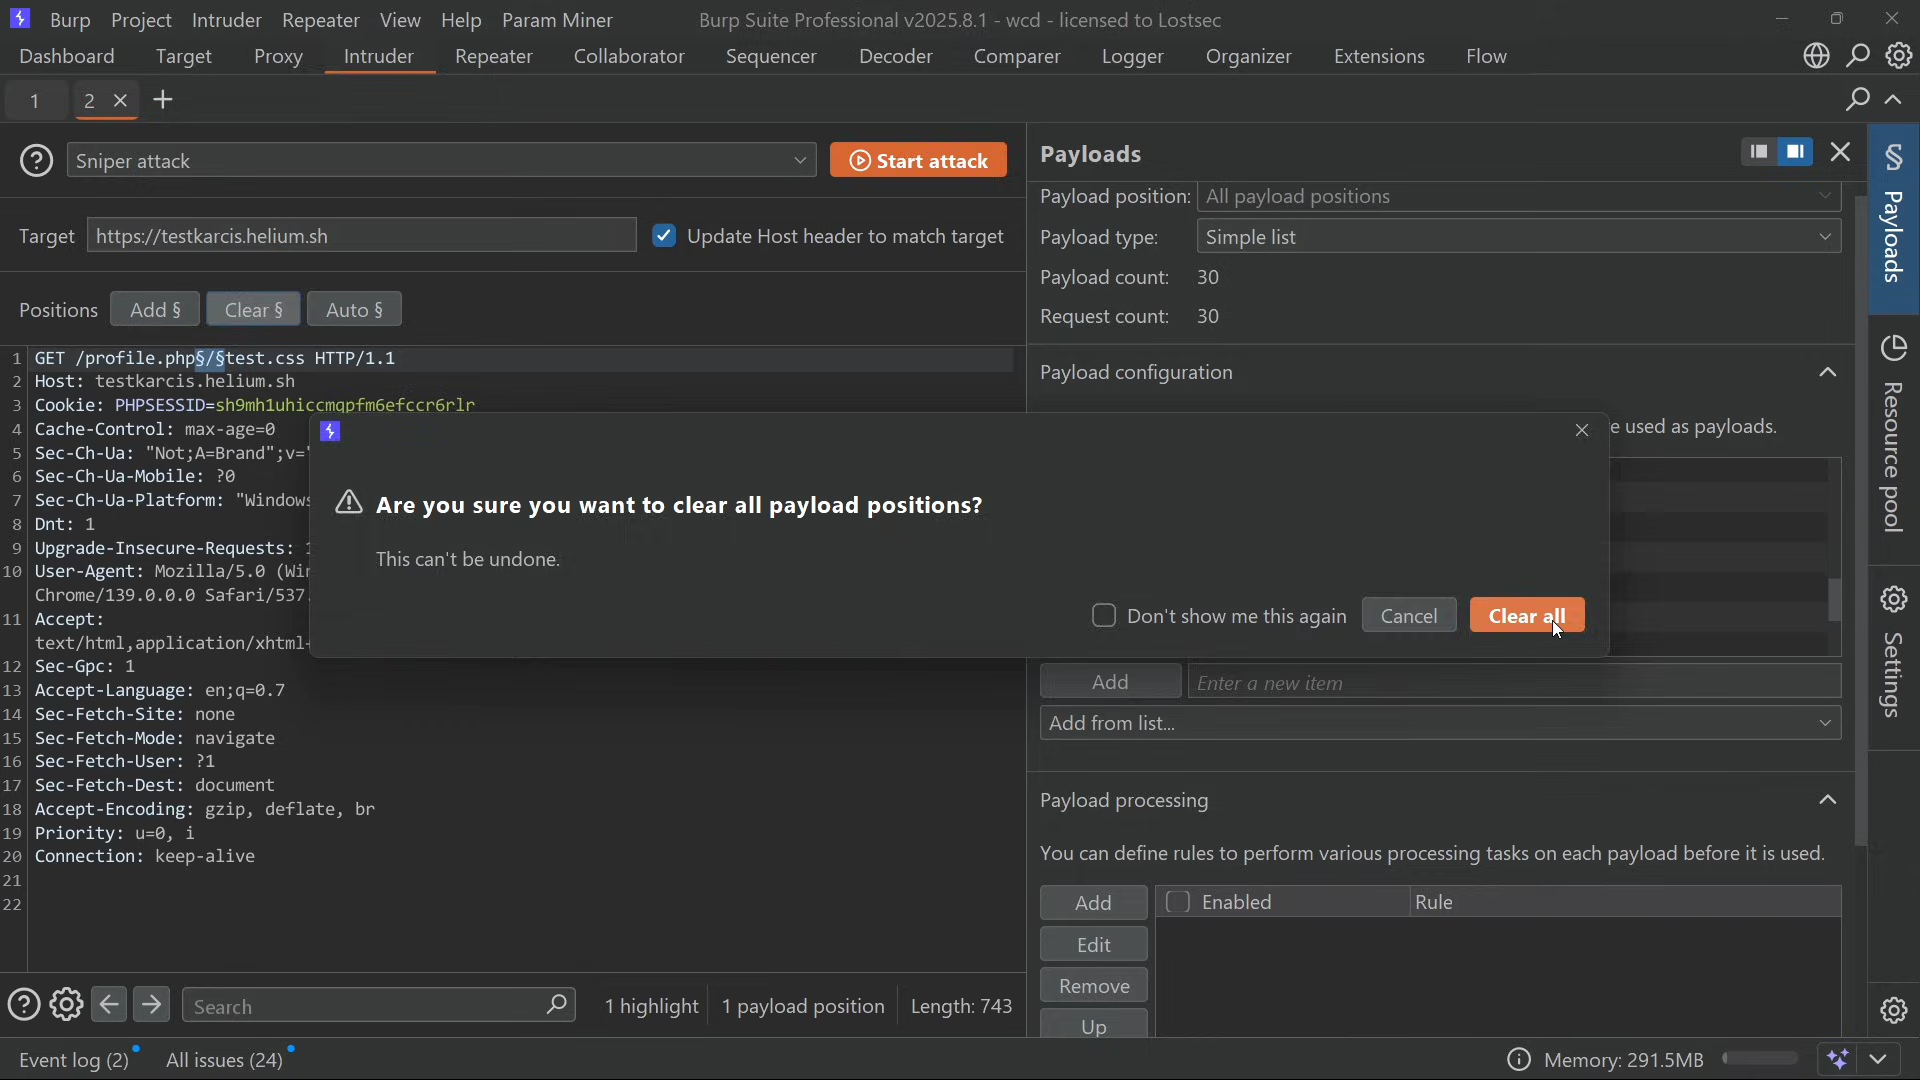 Burp Project Intruder Repeater View Help Param Miner Burp Suite Professional v2025.8.1 - wcd - licensed to Lostsec
Dashboard Target Proxy Intruder Repeater Collaborator Sequencer Decoder Comparer Logger Organizer Extensions Flow
1 2
Sniper attack Start attack
Target https://testkarcis.helium.sh Update Host header to match target
Positions Add § Clear § Auto §
1 GET /profile.php§/§test.css HTTP/1.1
2 Host: testkarcis.helium.sh
3 Cookie: PHPSESSID=sh9mh1uhiccmqpfm6efccr6rlr
4 Cache-Control: max-age=0
5 Sec-Ch-Ua: "Not;A=Brand";v="
6 Sec-Ch-Ua-Mobile: ?0
7 Sec-Ch-Ua-Platform: "Windows
8 Dnt: 1
9 Upgrade-Insecure-Requests: 1
10 User-Agent: Mozilla/5.0 (Win
Chrome/139.0.0.0 Safari/537.
11 Accept:
text/html,application/xhtml+
12 Sec-Gpc: 1
13 Accept-Language: en;q=0.7
14 Sec-Fetch-Site: none
15 Sec-Fetch-Mode: navigate
16 Sec-Fetch-User: ?1
17 Sec-Fetch-Dest: document
18 Accept-Encoding: gzip, deflate, br
19 Priority: u=0, i
20 Connection: keep-alive
21
22
Search 1 highlight 1 payload position Length: 743
Are you sure you want to clear all payload positions?
This can't be undone.
Don't show me this again Cancel Clear all
Payloads
Payload position: All payload positions
Payload type: Simple list
Payload count: 30
Request count: 30
Payload configuration
e used as payloads.
Add Enter a new item
Add from list...
Payload processing
You can define rules to perform various processing tasks on each payload before it is used.
Add Enabled Rule
Edit
Remove
Up
§ Payloads
Resource pool
Settings
Event log (2) All issues (24) Memory: 291.5MB